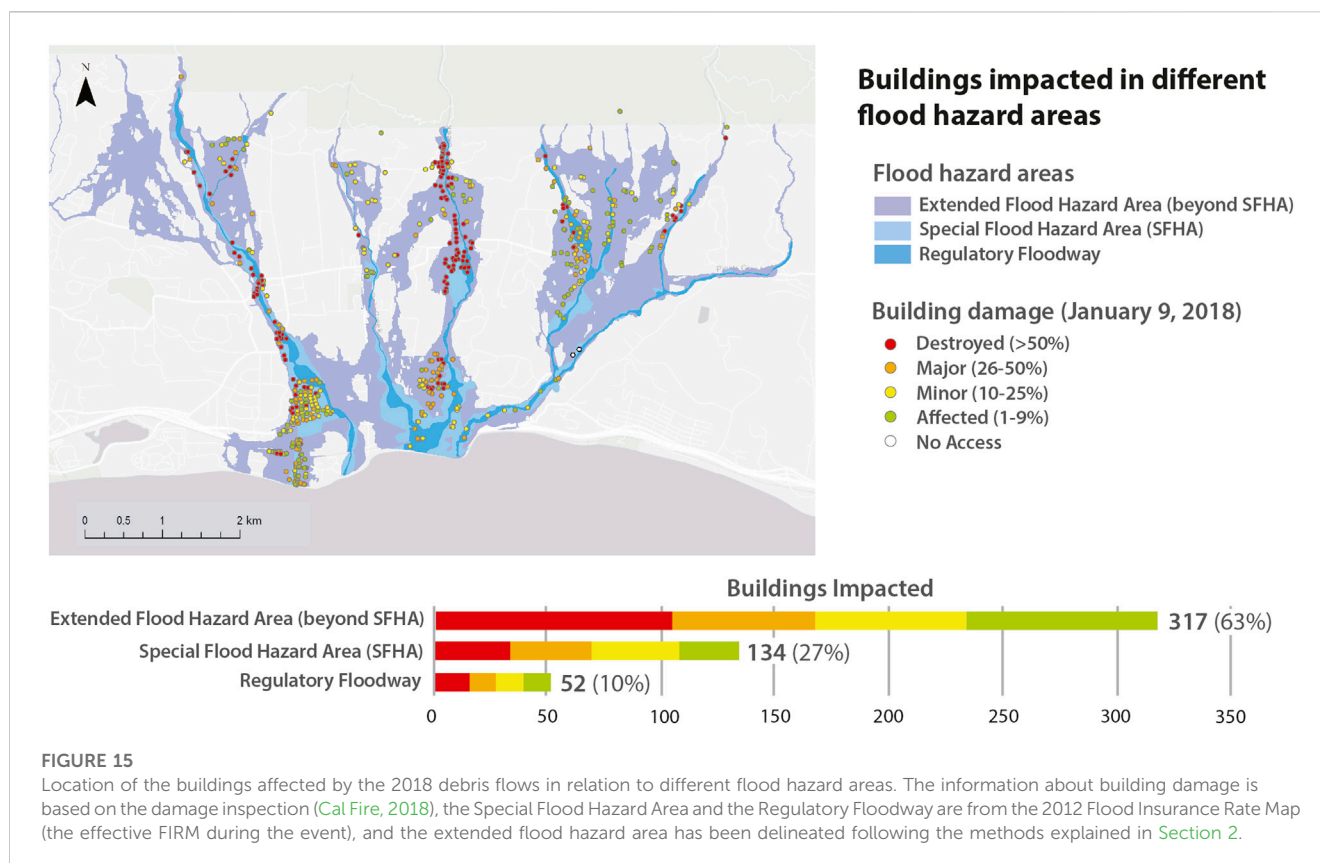 N
0 0.5 1 2 km
Buildings impacted in different
flood hazard areas
Flood hazard areas
Extended Flood Hazard Area (beyond SFHA)
Special Flood Hazard Area (SFHA)
Regulatory Floodway
Building damage (January 9, 2018)
Destroyed (>50%)
Major (26-50%)
Minor (10-25%)
Affected (1-9%)
No Access
Buildings Impacted
Extended Flood Hazard Area (beyond SFHA) 317 (63%)
Special Flood Hazard Area (SFHA) 134 (27%)
Regulatory Floodway 52 (10%)
0 50 100 150 200 250 300 350
FIGURE 15
Location of the buildings affected by the 2018 debris flows in relation to different flood hazard areas. The information about building damage is
based on the damage inspection (Cal Fire, 2018), the Special Flood Hazard Area and the Regulatory Floodway are from the 2012 Flood Insurance Rate Map
(the effective FIRM during the event), and the extended flood hazard area has been delineated following the methods explained in Section 2.